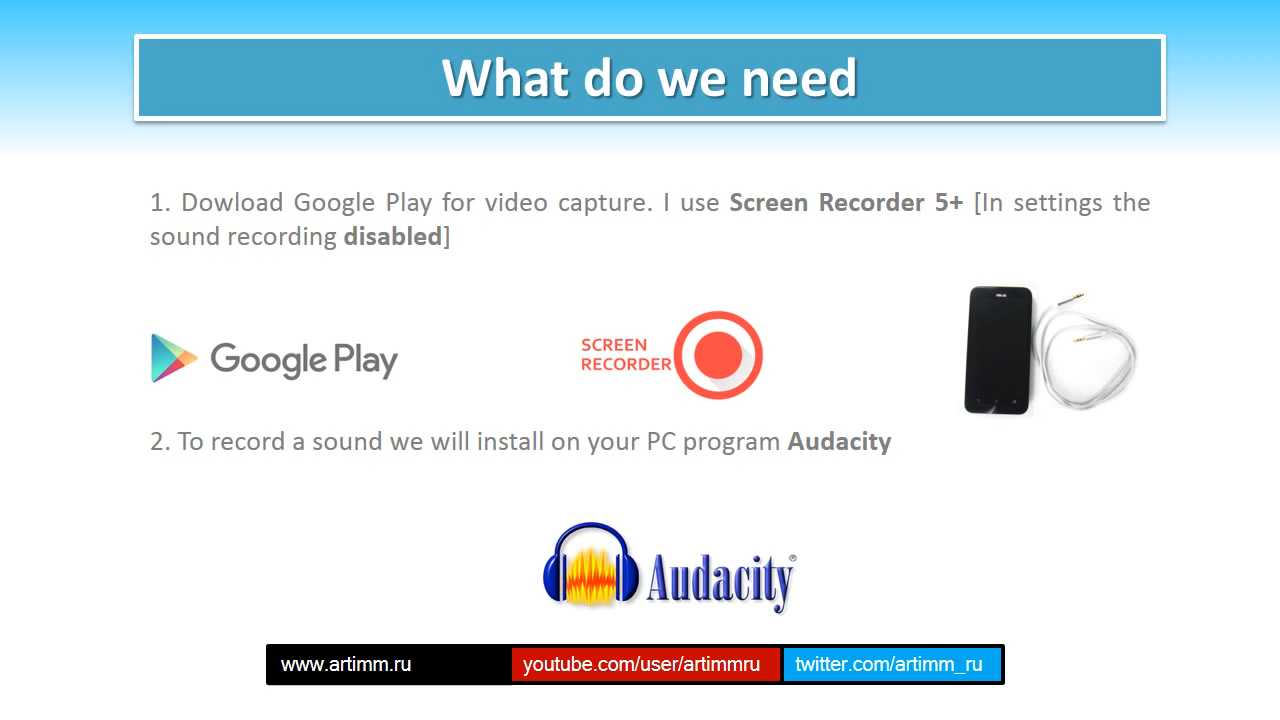 What do we need
1. Dowload Google Play for video capture. I use Screen Recorder 5+ [In settings the
sound recording disabled]
Google Play
SCREEN
RECORDER
ASUS
2. To record a sound we will install on your PC program Audacity
Audacity®
www.artimm.ru
youtube.com/user/artimmru
twitter.com/artimm_ru